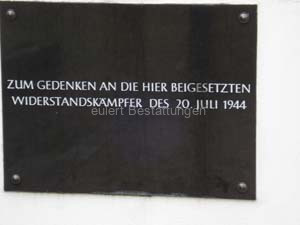 ZUM GEDENKEN AN DIE HIER BEIGESETZTEN
WIDERSTANDSKÄMPFER DES 20. JULI 1944
eulert Bestattungen